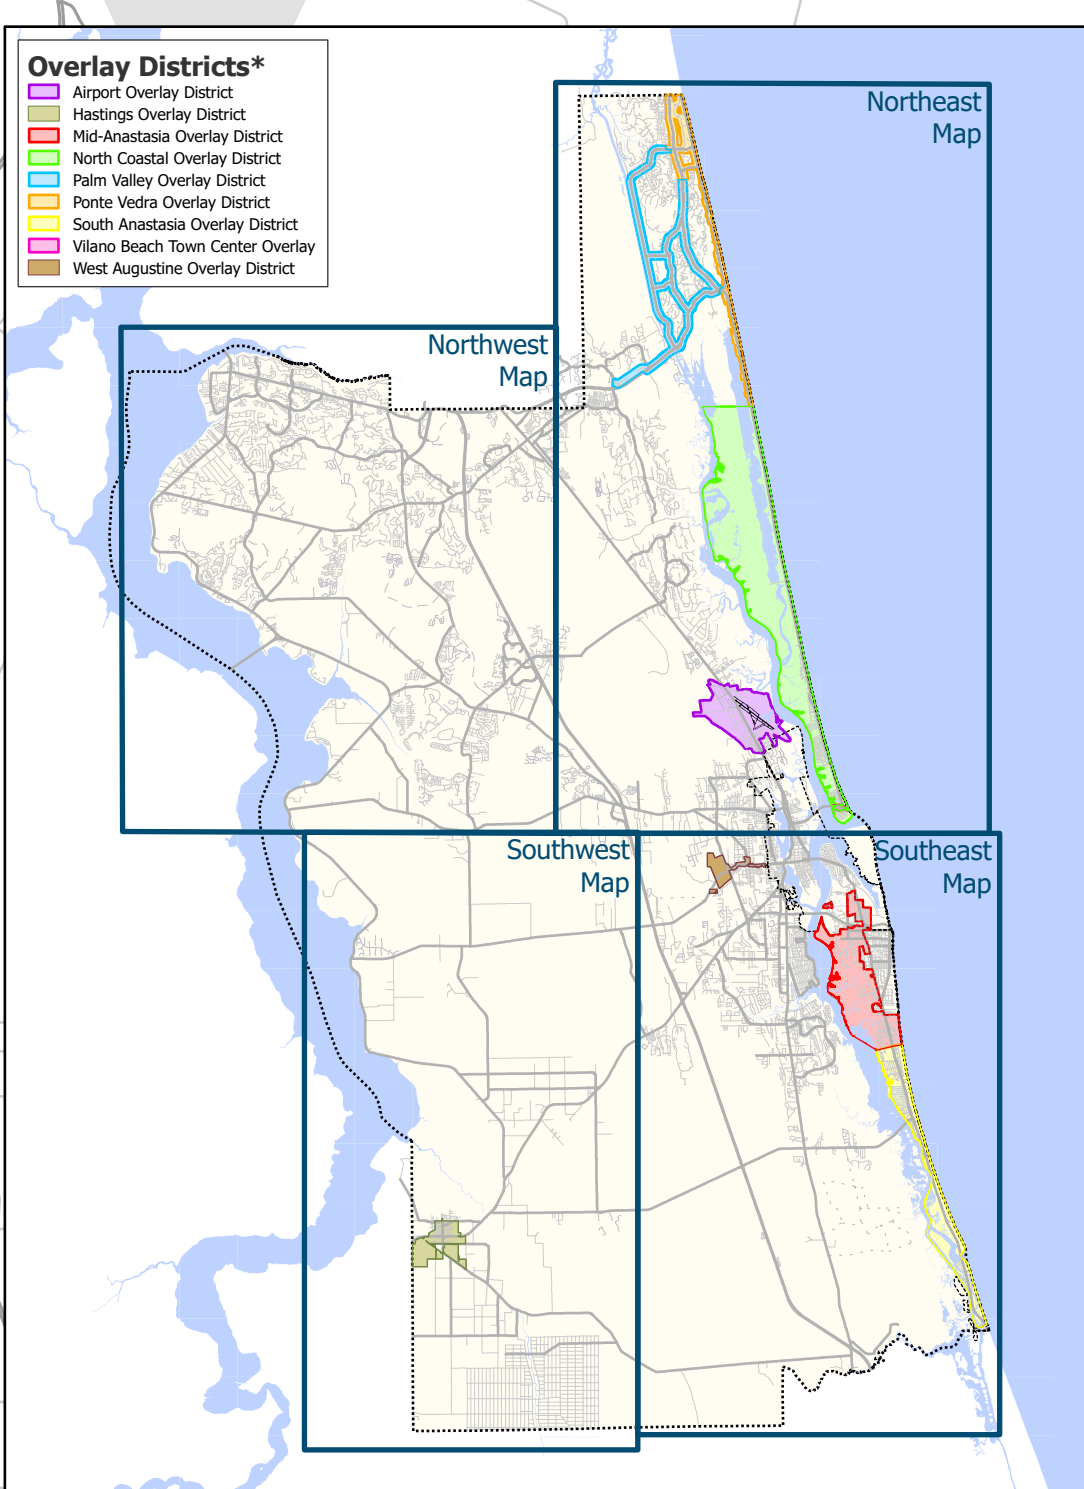 Overlay Districts*
Airport Overlay District
Hastings Overlay District
Mid-Anastasia Overlay District
North Coastal Overlay District
Palm Valley Overlay District
Ponte Vedra Overlay District
South Anastasia Overlay District
Vilano Beach Town Center Overlay
West Augustine Overlay District
Northeast
Map
Northwest
Map
Southwest
Map
Southeast
Map